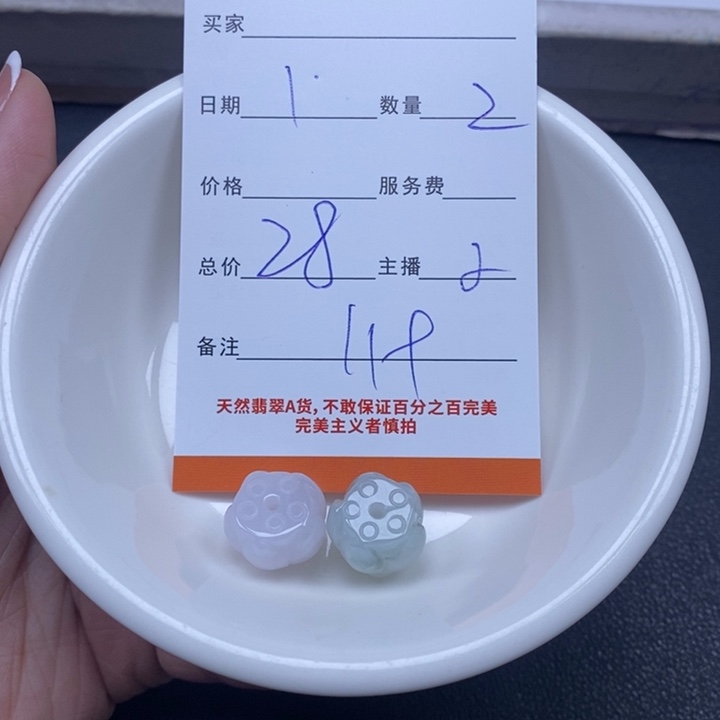 买家
日期 1 数量 2
价格 服务费
总价 28 主播 2
备注
天然翡翠A货，不敢保证百分之百完美
完美主义者慎拍